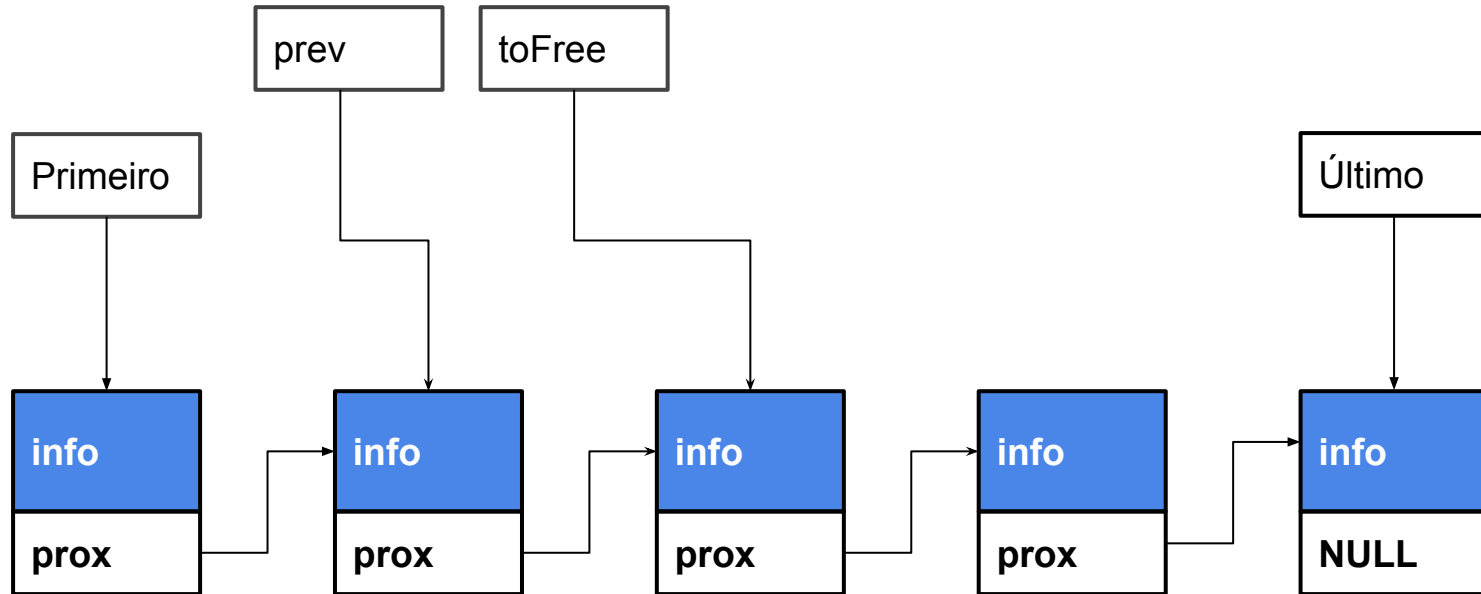 prev
toFree
Primeiro
Último
info
info
info
info
info
prox
prox
prox
prox
NULL